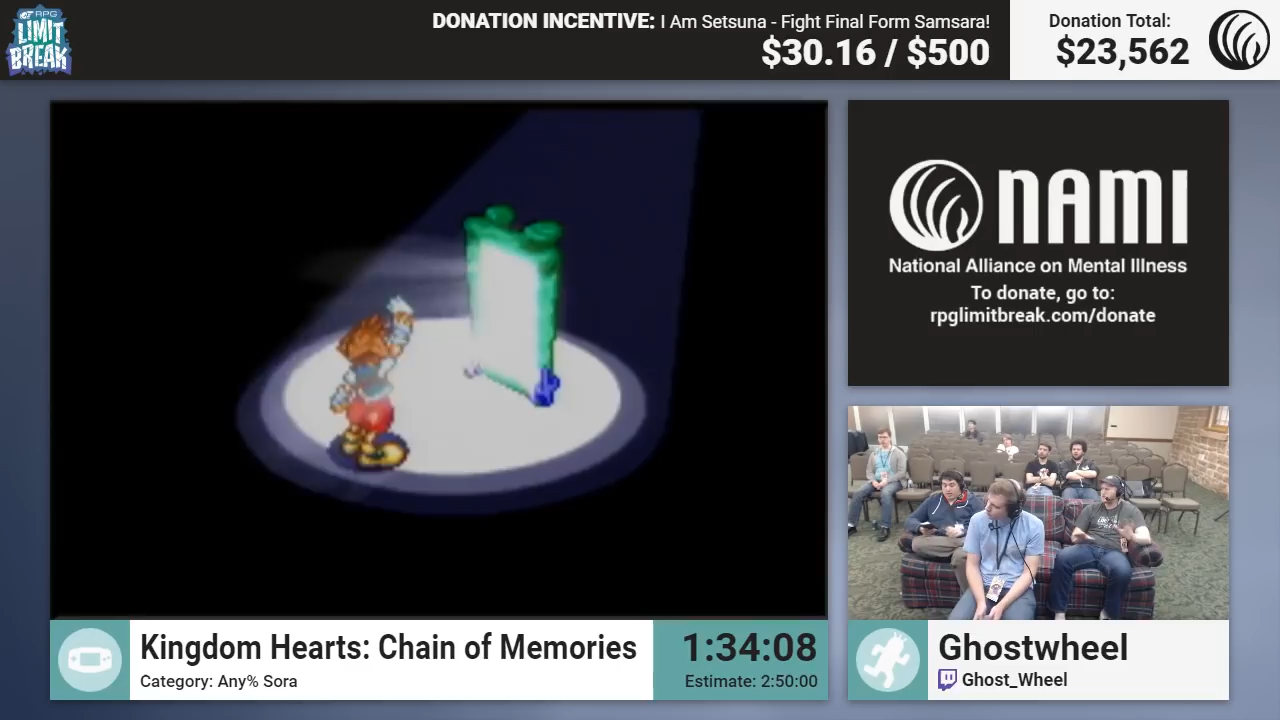 RPG
LIMIT
BREAK
DONATION INCENTIVE: I Am Setsuna - Fight Final Form Samsara!
$30.16 / $500
Donation Total:
$23,562
NAMI
National Alliance on Mental Illness
To donate, go to:
rpglimitbreak.com/donate
Kingdom Hearts: Chain of Memories
Category: Any% Sora
1:34:08
Estimate: 2:50:00
Ghostwheel
Ghost_Wheel